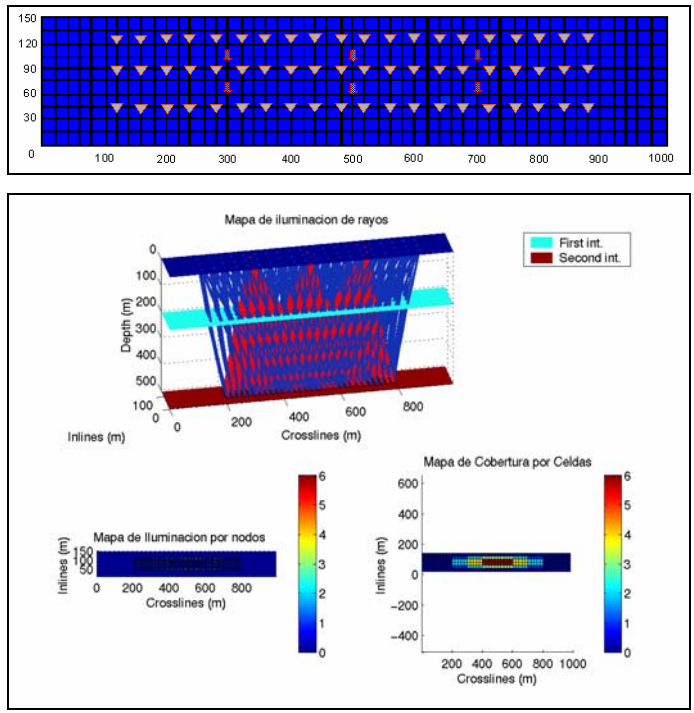 150
120
90
60
30
0
100 200 300 400 500 600 700 800 900 1000
Mapa de iluminacion de rayos
First int.
Second int.
0
100
200
300
400
500
Depth (m)
100
0
0 200 400 600 800
Inlines (m)
Crosslines (m)
Mapa de Iluminacion por nodos
150
100
50
Inlines (m)
0 200 400 600 800
Crosslines (m)
6
5
4
3
2
1
0
Mapa de Cobertura por Celdas
600
400
200
0
−200
−400
Inlines (m)
200 400 600 800 1000
Crosslines (m)
6
5
4
3
2
1
0